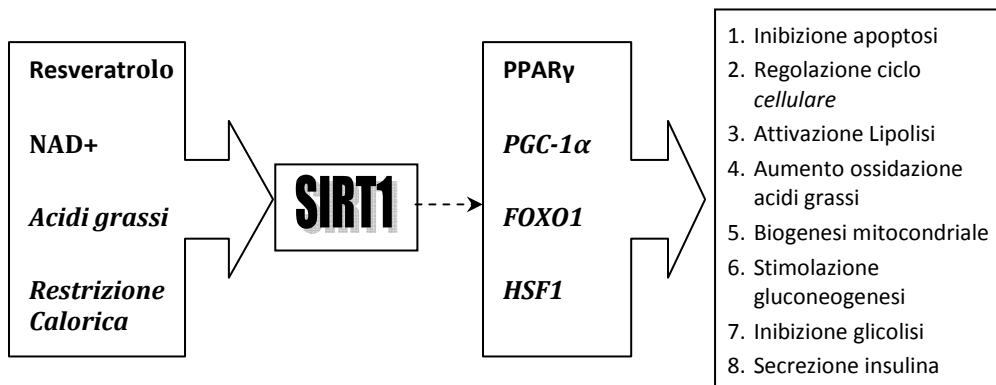 Resveratrolo
NAD+
Acidi grassi
Restrizione
Calorica
SIRT1
PPARγ
PGC-1α
FOXO1
HSF1
1. Inibizione apoptosi
2. Regolazione ciclo
cellulare
3. Attivazione Lipolisi
4. Aumento ossidazione
acidi grassi
5. Biogenesi mitocondriale
6. Stimolazione
gluconeogenesi
7. Inibizione glicolisi
8. Secrezione insulina